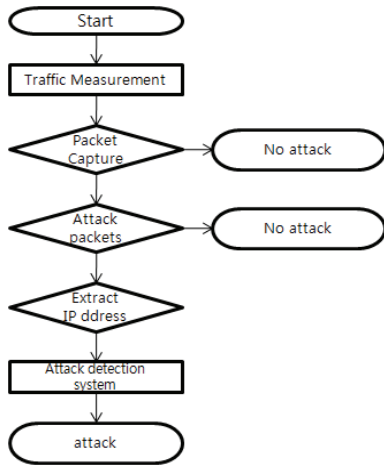 Start
Traffic Measurement
Packet
Capture
No attack
Attack
packets
No attack
Extract
IP ddress
Attack detection
system
attack